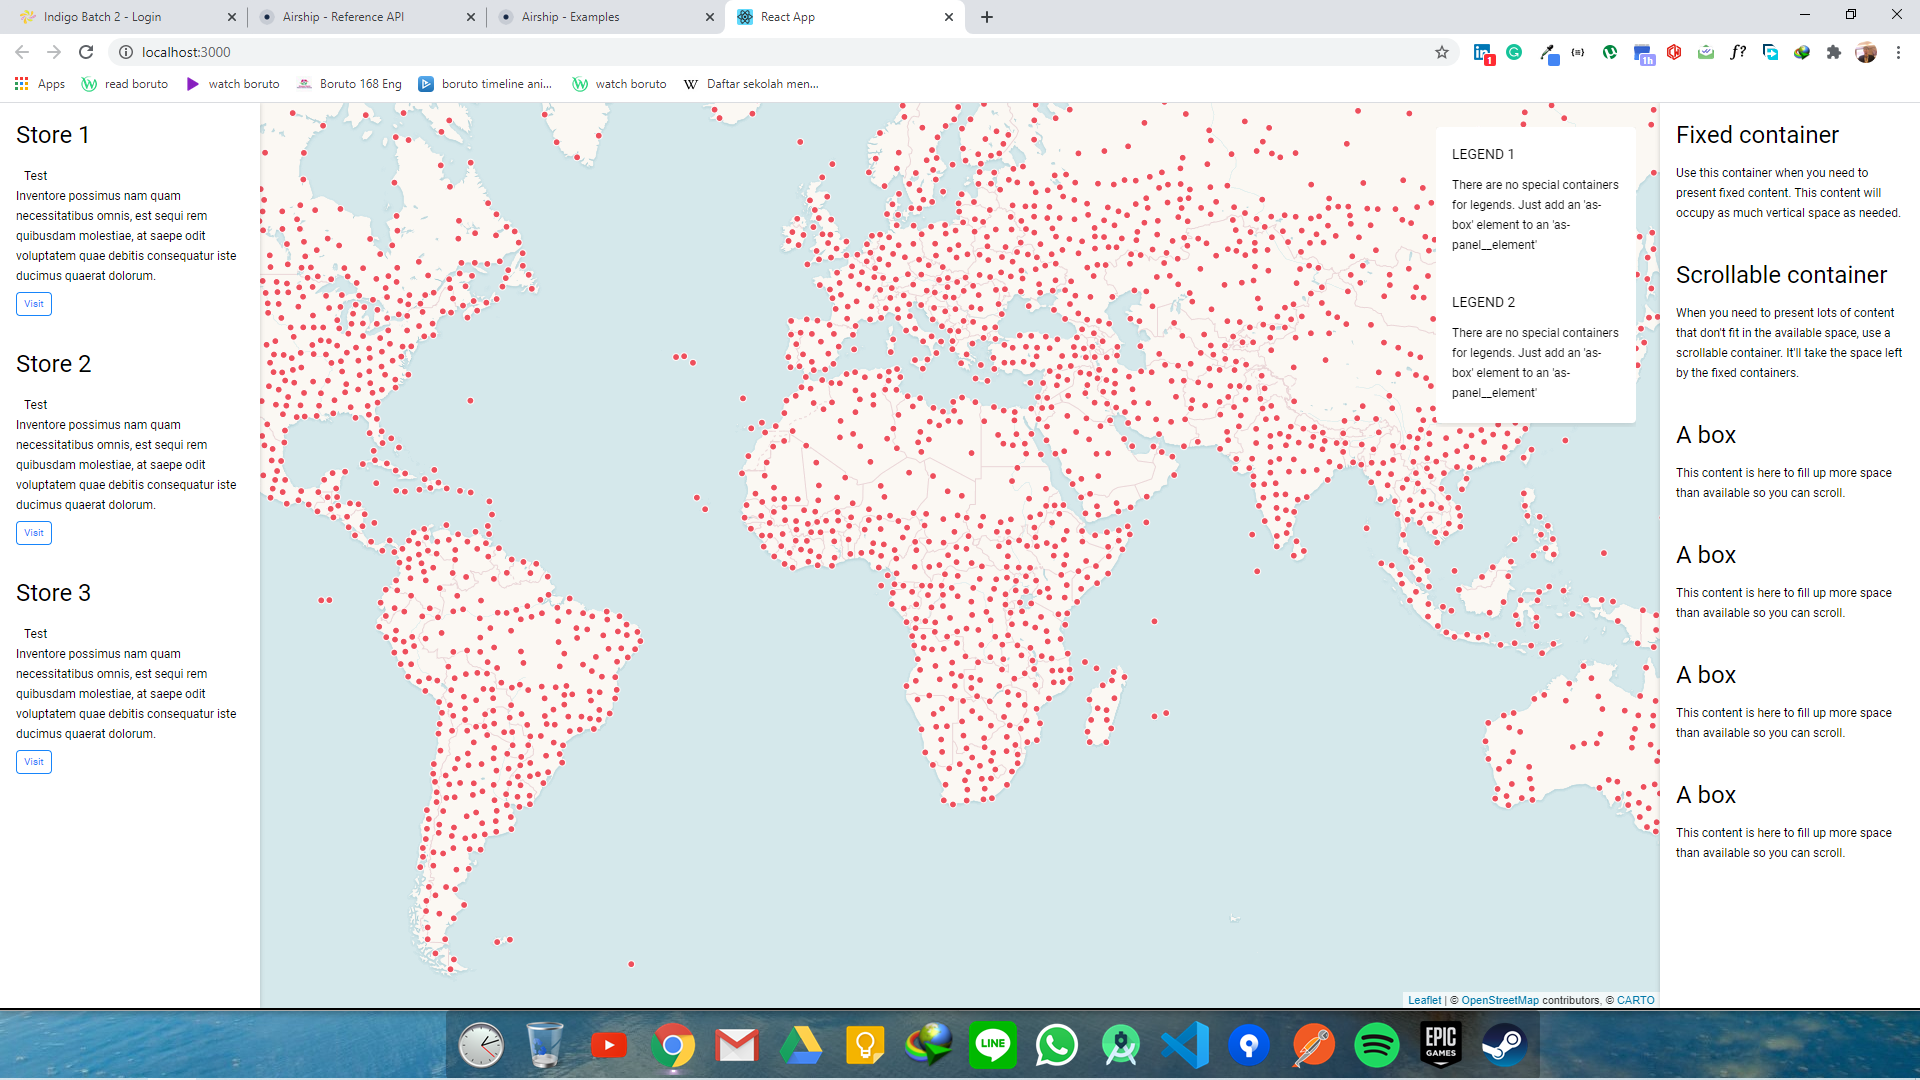 Indigo Batch 2 - Login
Airship - Reference API
Airship - Examples
React App
localhost:3000
1
1h
{≡}
f?
Apps
read boruto
watch boruto
Boruto 168 Eng
boruto timeline ani...
watch boruto
W
Daftar sekolah men...
Store 1
Test
Inventore possimus nam quam
necessitatibus omnis, est sequi rem
quibusdam molestiae, at saepe odit
voluptatem quae debitis consequatur iste
ducimus quaerat dolorum.
Visit
Store 2
Test
Inventore possimus nam quam
necessitatibus omnis, est sequi rem
quibusdam molestiae, at saepe odit
voluptatem quae debitis consequatur iste
ducimus quaerat dolorum.
Visit
Store 3
Test
Inventore possimus nam quam
necessitatibus omnis, est sequi rem
quibusdam molestiae, at saepe odit
voluptatem quae debitis consequatur iste
ducimus quaerat dolorum.
Visit
LEGEND 1
There are no special containers
for legends. Just add an 'as-
box' element to an 'as-
panel__element'
LEGEND 2
There are no special containers
for legends. Just add an 'as-
box' element to an 'as-
panel__element'
Leaflet | © OpenStreetMap contributors, © CARTO
Fixed container
Use this container when you need to
present fixed content. This content will
occupy as much vertical space as needed.
Scrollable container
When you need to present lots of content
that don't fit in the available space, use a
scrollable container. It'll take the space left
by the fixed containers.
A box
This content is here to fill up more space
than available so you can scroll.
A box
This content is here to fill up more space
than available so you can scroll.
A box
This content is here to fill up more space
than available so you can scroll.
A box
This content is here to fill up more space
than available so you can scroll.
LINE
EPIC
GAMES